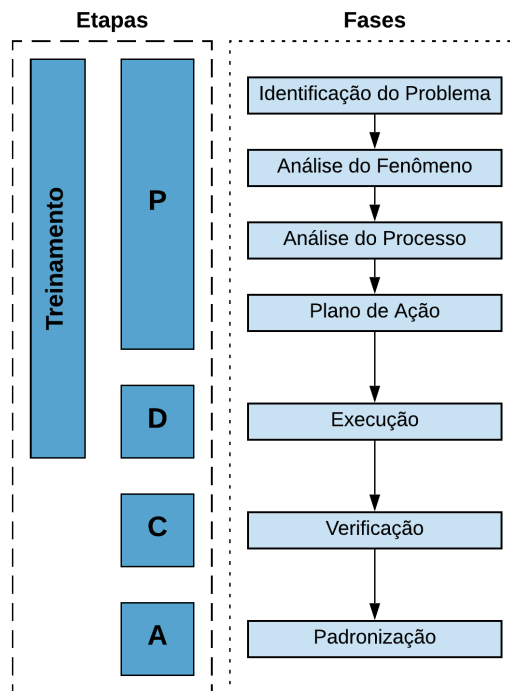 Etapas
Fases
Treinamento
P
D
C
A
Identificação do Problema
Análise do Fenômeno
Análise do Processo
Plano de Ação
Execução
Verificação
Padronização